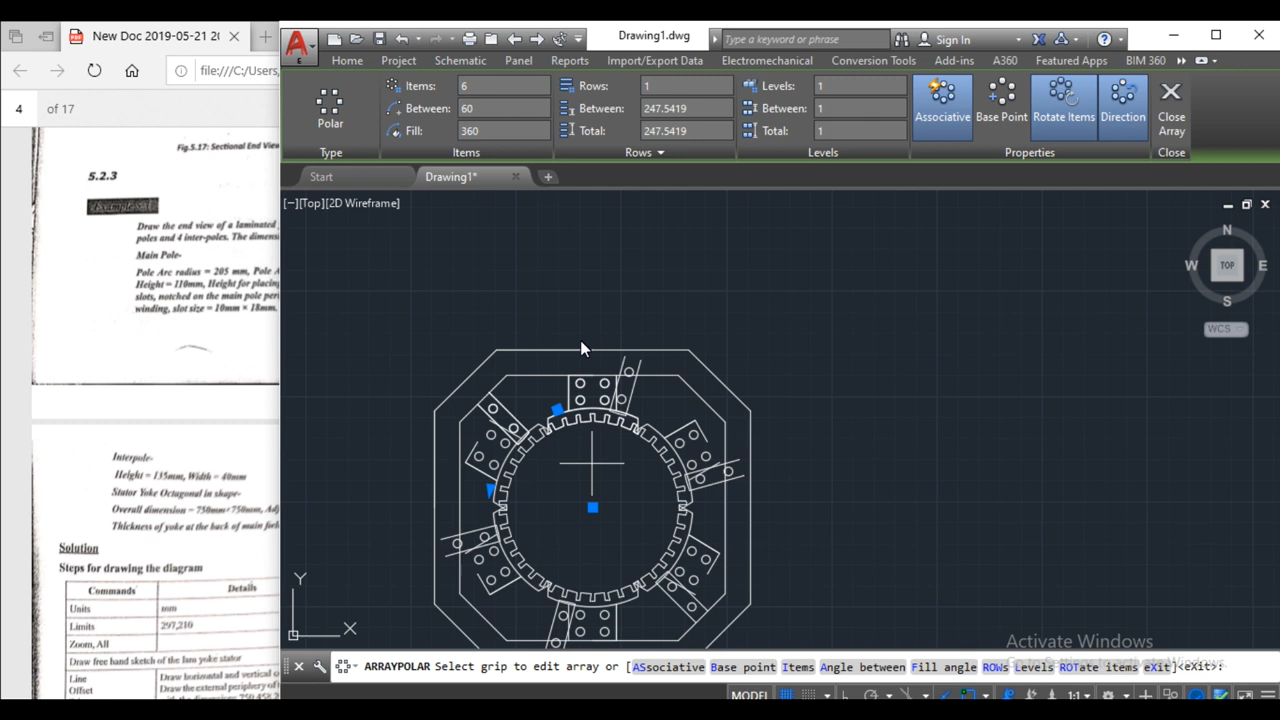 New Doc 2019-05-21 20
file:///C:/Users,
4 of 17
Fig.5.17: Sectional End View
5.2.3
Draw the end view of a laminated
poles and 4 inter-poles. The dimen
Main Pole-
Pole Arc radius = 205 mm, Pole A
Height = 110mm, Height for placing
slots, notched on the main pole per
winding, slot size = 10mm × 18mm.
Interpole-
Height = 135mm, Width = 40mm
Stator Yoke Octagonal in shape-
Overall dimension = 750mm×750mm, Adj
Thickness of yoke at the back of main fiel
Solution
Steps for drawing the diagram
Commands Details
Units mm
Limits 297,210
Zoom, All
Draw free hand sketch of the lam yoke stator
Line Draw horizontal and vertical c
Offset Draw the external periphery of
Drawing1.dwg
Type a keyword or phrase
Sign In
Home Project Schematic Panel Reports Import/Export Data Electromechanical Conversion Tools Add-ins A360 Featured Apps BIM 360
Polar
Items: 6
Between: 60
Fill: 360
Rows: 1
Between: 247.5419
Total: 247.5419
Levels: 1
Between: 1
Total: 1
Associative Base Point Rotate Items Direction Close Array
Type Items Rows Levels Properties Close
Start Drawing1*
[−][Top][2D Wireframe]
N
W TOP E
S
WCS
Y
X
Activate Windows
ARRAYPOLAR Select grip to edit array or [ASsociative Base point Items Angle between Fill angle ROWs Levels ROTate items eXit]<eXit>:
MODEL 1:1